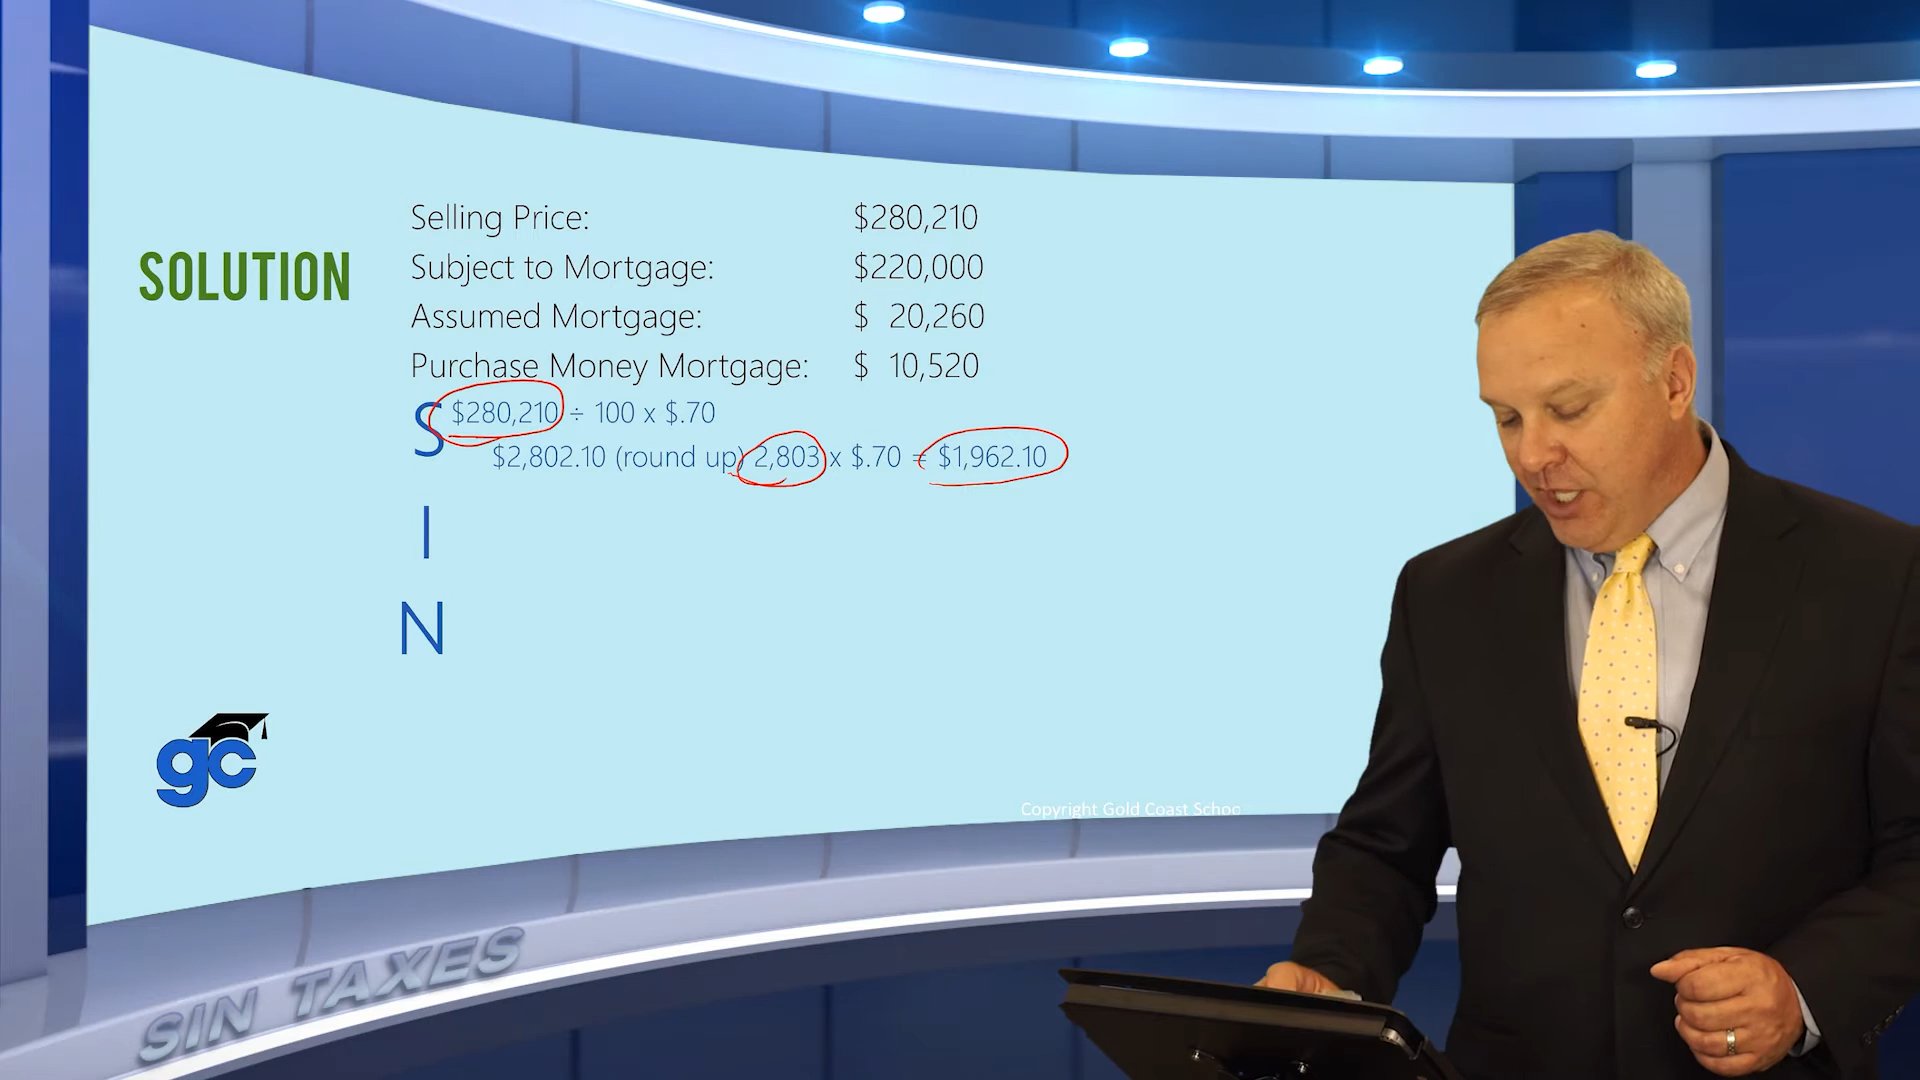 SOLUTION
Selling Price: $280,210
Subject to Mortgage: $220,000
Assumed Mortgage: $ 20,260
Purchase Money Mortgage: $ 10,520
S $280,210 ÷ 100 x $.70
$2,802.10 (round up) 2,803 x $.70 = $1,962.10
I
N
gc
Copyright Gold Coast Schoo
SIN TAXES